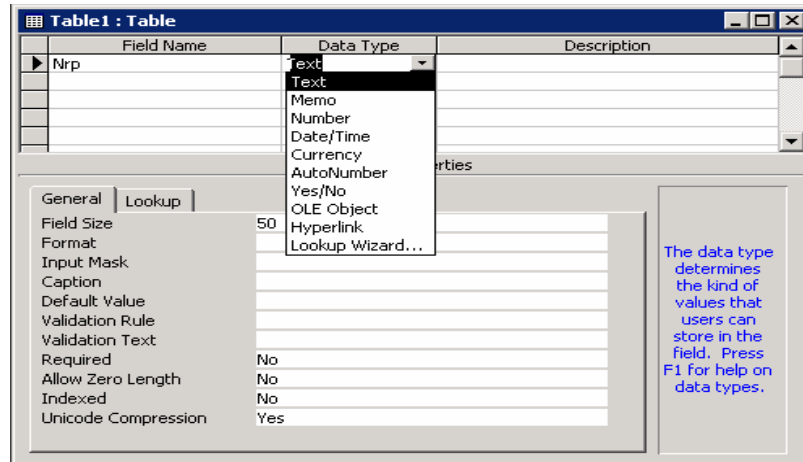 Table1 : Table
Field Name Data Type Description
Nrp Text
Text
Memo
Number
Date/Time
Currency
AutoNumber
Yes/No
OLE Object
Hyperlink
Lookup Wizard...
erties
General Lookup
Field Size 50
Format
Input Mask
Caption
Default Value
Validation Rule
Validation Text
Required No
Allow Zero Length No
Indexed No
Unicode Compression Yes
The data type
determines
the kind of
values that
users can
store in the
field. Press
F1 for help on
data types.